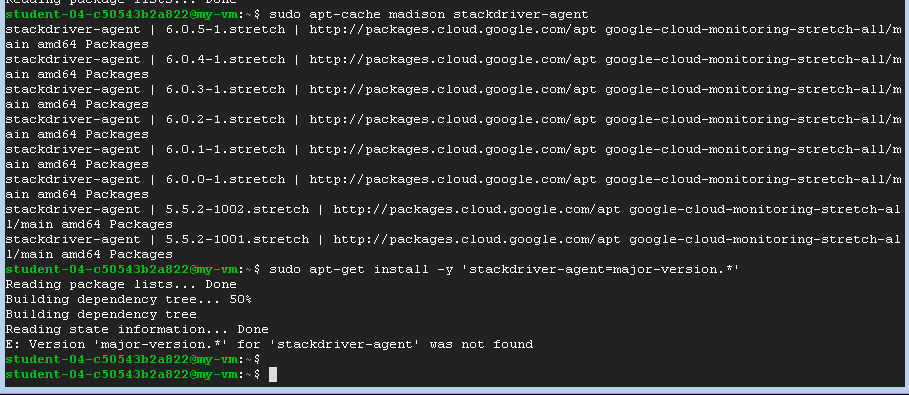 Reading package lists... Done
student-04-c50543b2a822@my-vm:~$ sudo apt-cache madison stackdriver-agent
stackdriver-agent | 6.0.5-1.stretch | http://packages.cloud.google.com/apt google-cloud-monitoring-stretch-all/m
ain amd64 Packages
stackdriver-agent | 6.0.4-1.stretch | http://packages.cloud.google.com/apt google-cloud-monitoring-stretch-all/m
ain amd64 Packages
stackdriver-agent | 6.0.3-1.stretch | http://packages.cloud.google.com/apt google-cloud-monitoring-stretch-all/m
ain amd64 Packages
stackdriver-agent | 6.0.2-1.stretch | http://packages.cloud.google.com/apt google-cloud-monitoring-stretch-all/m
ain amd64 Packages
stackdriver-agent | 6.0.1-1.stretch | http://packages.cloud.google.com/apt google-cloud-monitoring-stretch-all/m
ain amd64 Packages
stackdriver-agent | 6.0.0-1.stretch | http://packages.cloud.google.com/apt google-cloud-monitoring-stretch-all/m
ain amd64 Packages
stackdriver-agent | 5.5.2-1002.stretch | http://packages.cloud.google.com/apt google-cloud-monitoring-stretch-al
l/main amd64 Packages
stackdriver-agent | 5.5.2-1001.stretch | http://packages.cloud.google.com/apt google-cloud-monitoring-stretch-al
l/main amd64 Packages
student-04-c50543b2a822@my-vm:~$ sudo apt-get install -y 'stackdriver-agent=major-version.*'
Reading package lists... Done
Building dependency tree... 50%
Building dependency tree
Reading state information... Done
E: Version 'major-version.*' for 'stackdriver-agent' was not found
student-04-c50543b2a822@my-vm:~$
student-04-c50543b2a822@my-vm:~$